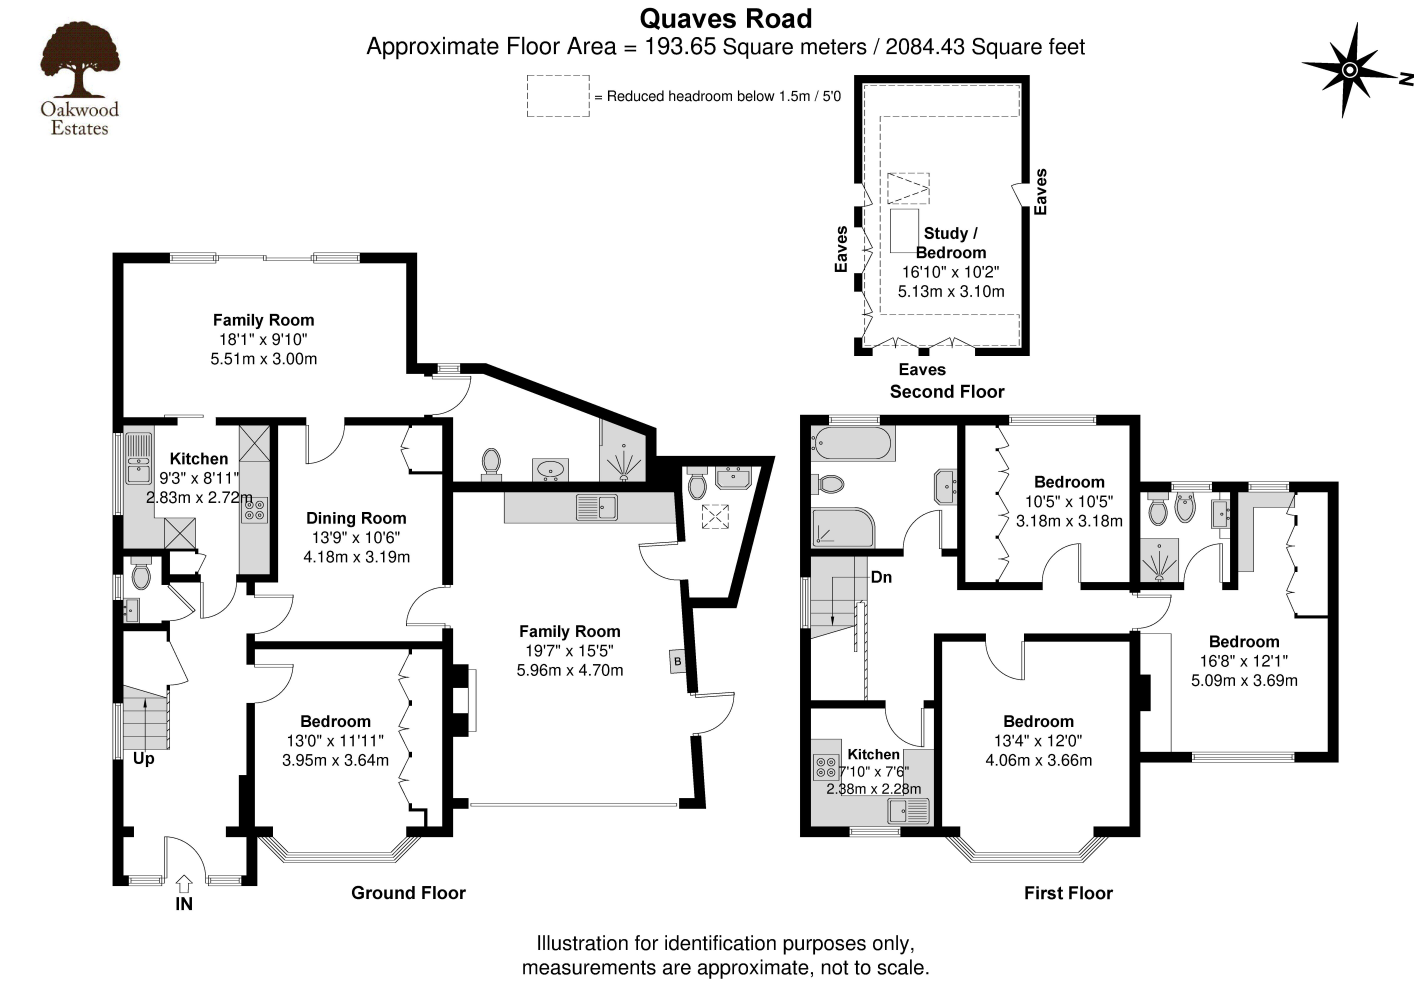 Quaves Road
Approximate Floor Area = 193.65 Square meters / 2084.43 Square feet
Oakwood
Estates
= Reduced headroom below 1.5m / 5'0
N
Eaves
Eaves
Study /
Bedroom
16'10" x 10'2"
5.13m x 3.10m
Eaves
Second Floor
Family Room
18'1" x 9'10"
5.51m x 3.00m
Kitchen
9'3" x 8'11"
2.83m x 2.72m
Dining Room
13'9" x 10'6"
4.18m x 3.19m
Family Room
19'7" x 15'5"
5.96m x 4.70m
B
Bedroom
13'0" x 11'11"
3.95m x 3.64m
Up
IN
Ground Floor
Bedroom
10'5" x 10'5"
3.18m x 3.18m
Dn
Bedroom
16'8" x 12'1"
5.09m x 3.69m
Bedroom
13'4" x 12'0"
4.06m x 3.66m
Kitchen
7'10" x 7'6"
2.38m x 2.28m
First Floor
Illustration for identification purposes only,
measurements are approximate, not to scale.